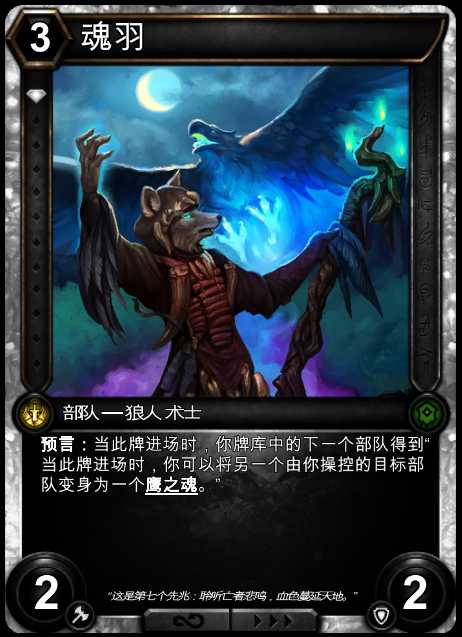 3 魂羽
部队 — 狼人 术士
预言：当此牌进场时，你牌库中的下一个部队得到“
当此牌进场时，你可以将另一个由你操控的目标部
队变身为一个鹰之魂。”
“这是第七个先兆：聆听亡者悲鸣，血色蔓延天地。”
2 2